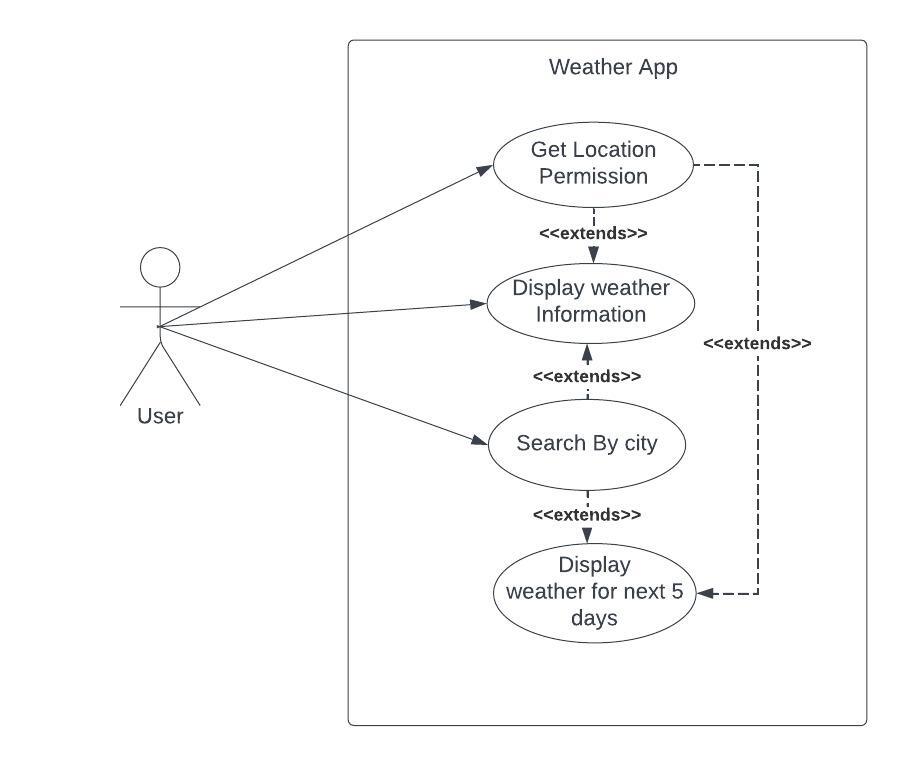 Weather App
Get Location
Permission
<<extends>>
Display weather
Information
<<extends>>
<<extends>>
User
Search By city
<<extends>>
Display
weather for next 5
days